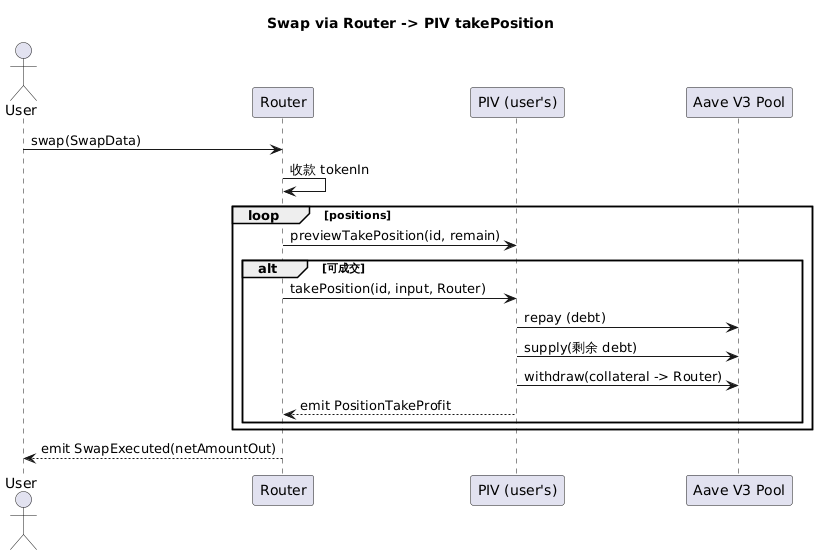 Swap via Router -> PIV takePosition
User
Router
PIV (user's)
Aave V3 Pool
swap(SwapData)
收款 tokenIn
loop [positions]
previewTakePosition(id, remain)
alt [可成交]
takePosition(id, input, Router)
repay (debt)
supply(剩余 debt)
withdraw(collateral -> Router)
emit PositionTakeProfit
emit SwapExecuted(netAmountOut)
User
Router
PIV (user's)
Aave V3 Pool